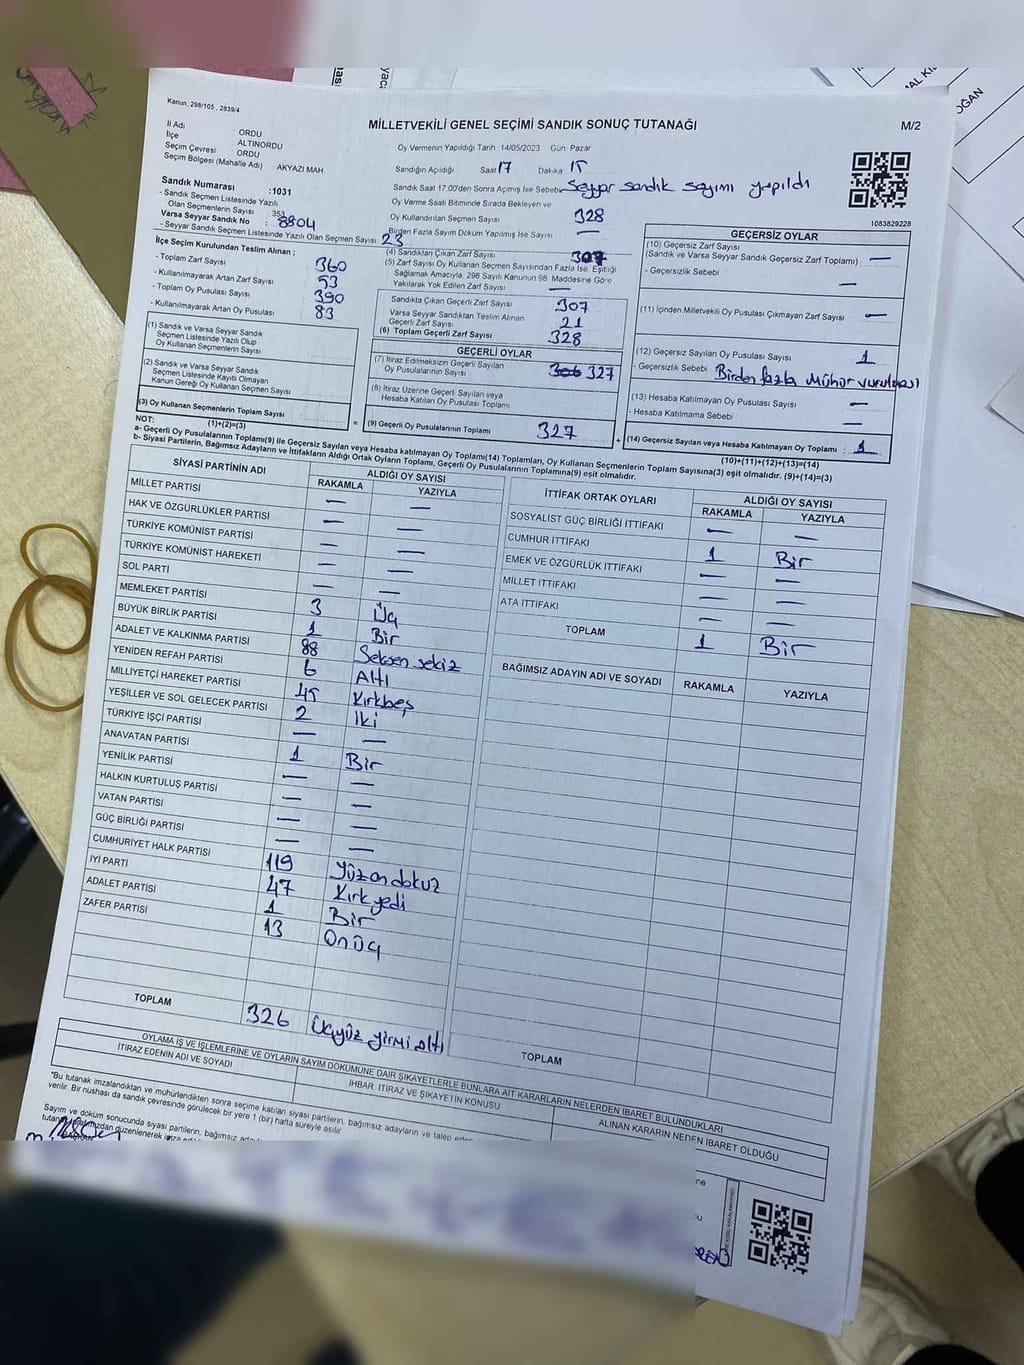 Kanun, 298/105 , 2839/4
MİLLETVEKİLİ GENEL SEÇİMİ SANDIK SONUÇ TUTANAĞI
M/2
İl Adı ORDU
İlçe ALTINORDU
Seçim Çevresi ORDU
Seçim Bölgesi (Mahalle Adı) AKYAZI MAH
Sandık Numarası :1031
- Sandık Seçmen Listesinde Yazılı
Olan Seçmenlerin Sayısı 353
Varsa Seyyar Sandık No : 8804
- Seyyar Sandık Seçmen Listesinde Yazılı Olan Seçmen Sayısı : 23
İlçe Seçim Kurulundan Teslim Alınan ;
- Toplam Zarf Sayısı 360
- Kullanılmayarak Artan Zarf Sayısı 53
- Toplam Oy Pusulası Sayısı 390
- Kullanılmayarak Artan Oy Pusulası 83
(1) Sandık ve Varsa Seyyar Sandık
Seçmen Listesinde Yazılı Olup
Oy Kullanan Seçmenlerin Sayısı
(2) Sandık ve Varsa Seyyar Sandık
Seçmen Listesinde Kayıtlı Olmayan
Kanun Gereği Oy Kullanan Seçmen Sayısı
(3) Oy Kullanan Seçmenlerin Toplam Sayısı
(1)+(2)=(3)
Oy Vermenin Yapıldığı Tarih 14/05/2023 Gün Pazar
Sandığın Açıldığı Saat 17 Dakika 15
Sandık Saat 17:00'den Sonra Açımış İse Sebebi Seyyar sandık sayımı yapıldı
Oy Verme Saati Bitiminde Sırada Bekleyen ve
Oy Kullandırılan Seçmen Sayısı 328
Birden Fazla Sayım Döküm Yapılmış İse Sayısı —
(4) Sandıktan Çıkan Zarf Sayısı 307
(5) Zarf Sayısı Oy Kullanan Seçmen Sayısından Fazla İse, Eşitliği
Sağlamak Amacıyla; 298 Sayılı Kanunun 98. Maddesine Göre
Yakılarak Yok Edilen Zarf Sayısı —
Sandıkta Çıkan Geçerli Zarf Sayısı 307
Varsa Seyyar Sandıktan Teslim Alınan
Geçerli Zarf Sayısı 21
(6) Toplam Geçerli Zarf Sayısı 328
GEÇERLİ OYLAR
(7) İtiraz Edilmeksizin Geçerli Sayılan
Oy Pusulalarının Sayısı 306 327
(8) İtiraz Üzerine Geçerli Sayılan veya
Hesaba Katılan Oy Pusulası Toplamı
= (9) Geçerli Oy Pusulalarının Toplamı 327
1083829228
GEÇERSİZ OYLAR
(10) Geçersiz Zarf Sayısı
(Sandık ve Varsa Seyyar Sandık Geçersiz Zarf Toplamı) : —
- Geçersizlik Sebebi : —
(11) İçinden Milletvekili Oy Pusulası Çıkmayan Zarf Sayısı : —
(12) Geçersiz Sayılan Oy Pusulası Sayısı : 1
- Geçersizlik Sebebi : Birden fazla mühür vurulması
(13) Hesaba Katılmayan Oy Pusulası Sayısı : —
- Hesaba Katılmama Sebebi : —
+ (14) Geçersiz Sayılan veya Hesaba Katılmayan Oy Toplamı : 1
(10)+(11)+(12)+(13)=(14)
NOT:
a- Geçerli Oy Pusulalarının Toplamı(9) ile Geçersiz Sayılan veya Hesaba katılmayan Oy Toplamı(14) Toplamları, Oy Kullanan Seçmenlerin Toplam Sayısına(3) eşit olmalıdır. (9)+(14)=(3)
b- Siyasi Partilerin, Bağımsız Adayların ve İttifakların Aldığı Ortak Oyların Toplamı, Geçerli Oy Pusulalarının Toplamına(9) eşit olmalıdır.
SİYASİ PARTİNİN ADI ALDIĞI OY SAYISI
RAKAMLA YAZIYLA
MİLLET PARTİSİ — —
HAK VE ÖZGÜRLÜKLER PARTİSİ — —
TÜRKİYE KOMÜNİST PARTİSİ — —
TÜRKİYE KOMÜNİST HAREKETİ — —
SOL PARTİ — —
MEMLEKET PARTİSİ 3 Üç
BÜYÜK BİRLİK PARTİSİ 1 Bir
ADALET VE KALKINMA PARTİSİ 88 Seksen sekiz
YENİDEN REFAH PARTİSİ 6 Altı
MİLLİYETÇİ HAREKET PARTİSİ 45 Kırkbeş
YEŞİLLER VE SOL GELECEK PARTİSİ 2 İki
TÜRKİYE İŞÇİ PARTİSİ — —
ANAVATAN PARTİSİ 1 Bir
YENİLİK PARTİSİ — —
HALKIN KURTULUŞ PARTİSİ — —
VATAN PARTİSİ — —
GÜÇ BİRLİĞİ PARTİSİ — —
CUMHURİYET HALK PARTİSİ 119 yüzondokuz
İYİ PARTİ 47 Kırk yedi
ADALET PARTİSİ 1 Bir
ZAFER PARTİSİ 13 Onüç
TOPLAM 326 üçyüz yirmi altı
İTTİFAK ORTAK OYLARI ALDIĞI OY SAYISI
RAKAMLA YAZIYLA
SOSYALİST GÜÇ BİRLİĞİ İTTİFAKI — —
CUMHUR İTTİFAKI 1 Bir
EMEK VE ÖZGÜRLÜK İTTİFAKI — —
MİLLET İTTİFAKI — —
ATA İTTİFAKI — —
TOPLAM 1 Bir
BAĞIMSIZ ADAYIN ADI VE SOYADI RAKAMLA YAZIYLA
TOPLAM
OYLAMA İŞ VE İŞLEMLERİNE VE OYLARIN SAYIM DÖKÜMÜNE DAİR ŞİKAYETLERLE BUNLARA AİT KARARLARIN NELERDEN İBARET BULUNDUKLARI
İTİRAZ EDENİN ADI VE SOYADI İHBAR İTİRAZ VE ŞİKAYETİN KONUSU ALINAN KARARIN NEDEN İBARET OLDUĞU
"Bu tutanak imzalandıktan ve mühürlendikten sonra seçime katılan siyasi partilerin, bağımsız adayların ve talep
verilir. Bir nüshası da sandık çevresinde görülecek bir yere 1 (bir) hafta süreyle asılır
Sayım ve döküm sonucunda siyasi partilerin, bağımsız